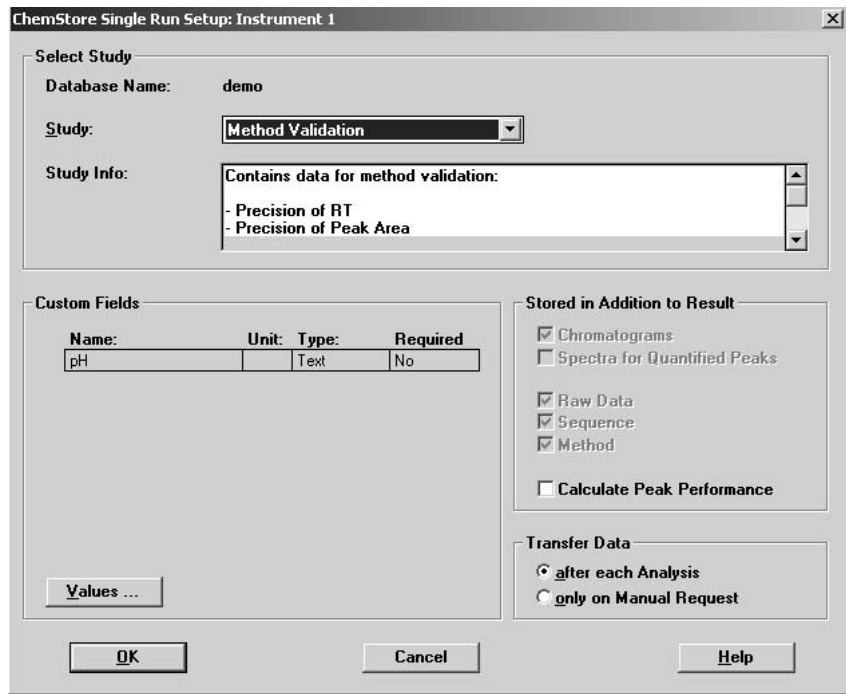 ChemStore Single Run Setup: Instrument 1
Select Study
Database Name: demo
Study: Method Validation
Study Info: Contains data for method validation:
- Precision of RT
- Precision of Peak Area
Custom Fields
Name: Unit: Type: Required
pH Text No
Values ...
Stored in Addition to Result
Chromatograms
Spectra for Quantified Peaks
Raw Data
Sequence
Method
Calculate Peak Performance
Transfer Data
after each Analysis
only on Manual Request
OK Cancel Help